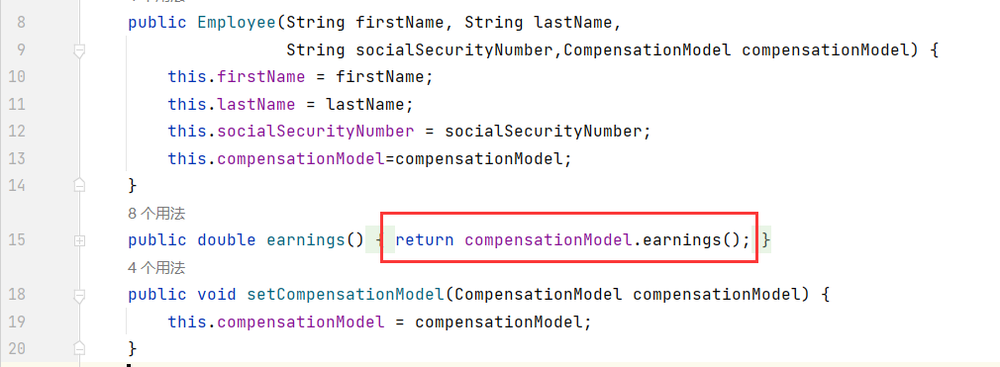 8 public Employee(String firstName, String lastName,
9 String socialSecurityNumber,CompensationModel compensationModel) {
10 this.firstName = firstName;
11 this.lastName = lastName;
12 this.socialSecurityNumber = socialSecurityNumber;
13 this.compensationModel=compensationModel;
14 }
8 个用法
15 public double earnings() { return compensationModel.earnings(); }
4 个用法
18 public void setCompensationModel(CompensationModel compensationModel) {
19 this.compensationModel = compensationModel;
20 }